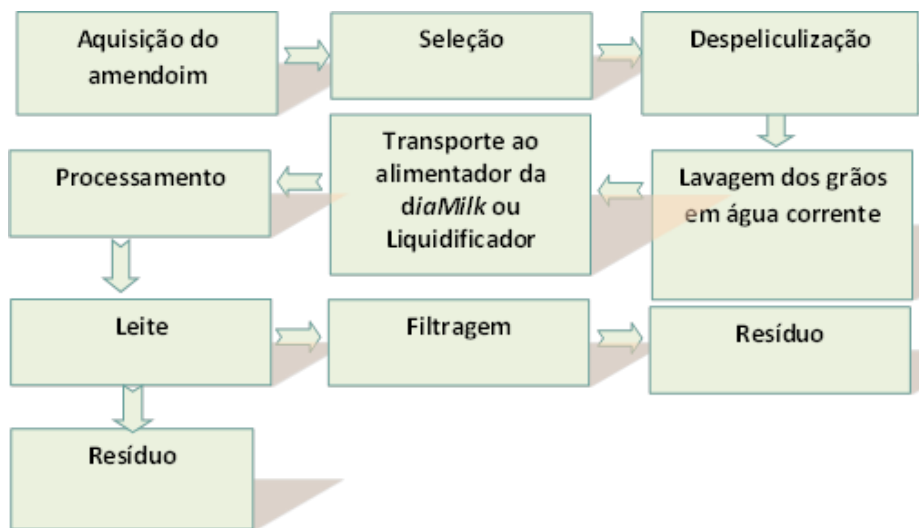 Aquisição do
amendoim
Seleção
Despeliculização
Lavagem dos grãos
em água corrente
Transporte ao
alimentador da
diaMilk ou
Liquidificador
Processamento
Leite
Filtragem
Resíduo
Resíduo